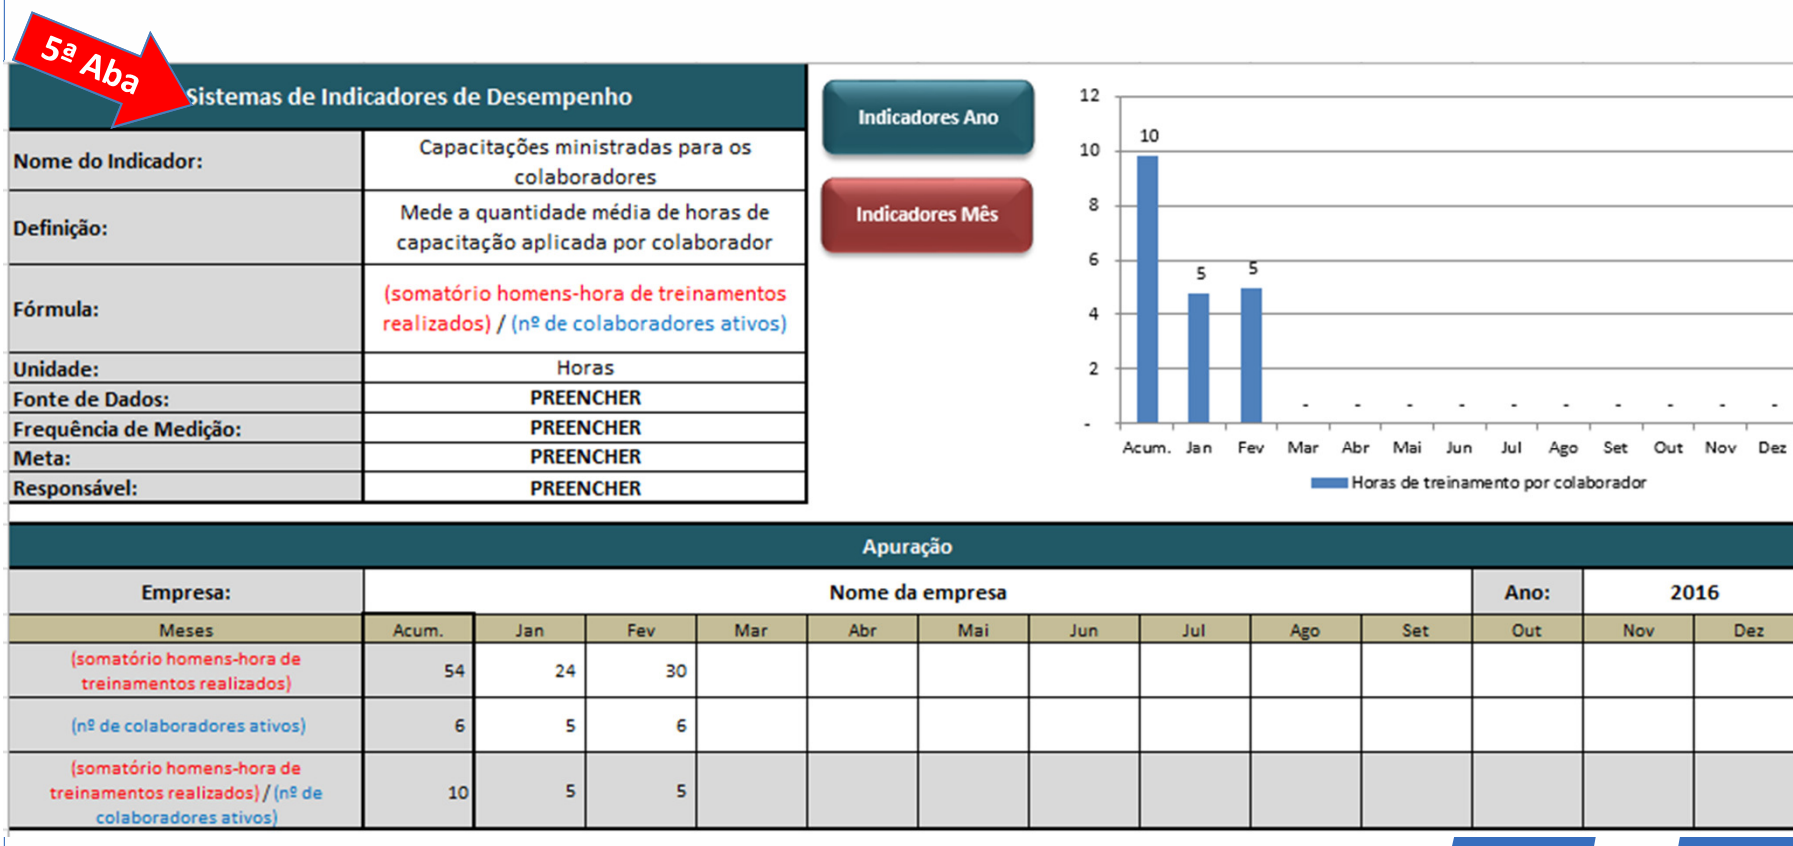 5ª Aba
Sistemas de Indicadores de Desempenho
Nome do Indicador:
Capacitações ministradas para os
colaboradores
Definição:
Mede a quantidade média de horas de
capacitação aplicada por colaborador
Fórmula:
(somatório homens-hora de treinamentos
realizados) / (nº de colaboradores ativos)
Unidade:
Horas
Fonte de Dados:
PREENCHER
Frequência de Medição:
PREENCHER
Meta:
PREENCHER
Responsável:
PREENCHER
Indicadores Ano
Indicadores Mês
12
10
8
6
4
2
-
10
5
5
- - - - - - - - - -
Acum. Jan Fev Mar Abr Mai Jun Jul Ago Set Out Nov Dez
Horas de treinamento por colaborador
Apuração
Empresa: Nome da empresa Ano: 2016
Meses Acum. Jan Fev Mar Abr Mai Jun Jul Ago Set Out Nov Dez
(somatório homens-hora de
treinamentos realizados)
54 24 30
(nº de colaboradores ativos)
6 5 6
(somatório homens-hora de
treinamentos realizados) / (nº de
colaboradores ativos)
10 5 5